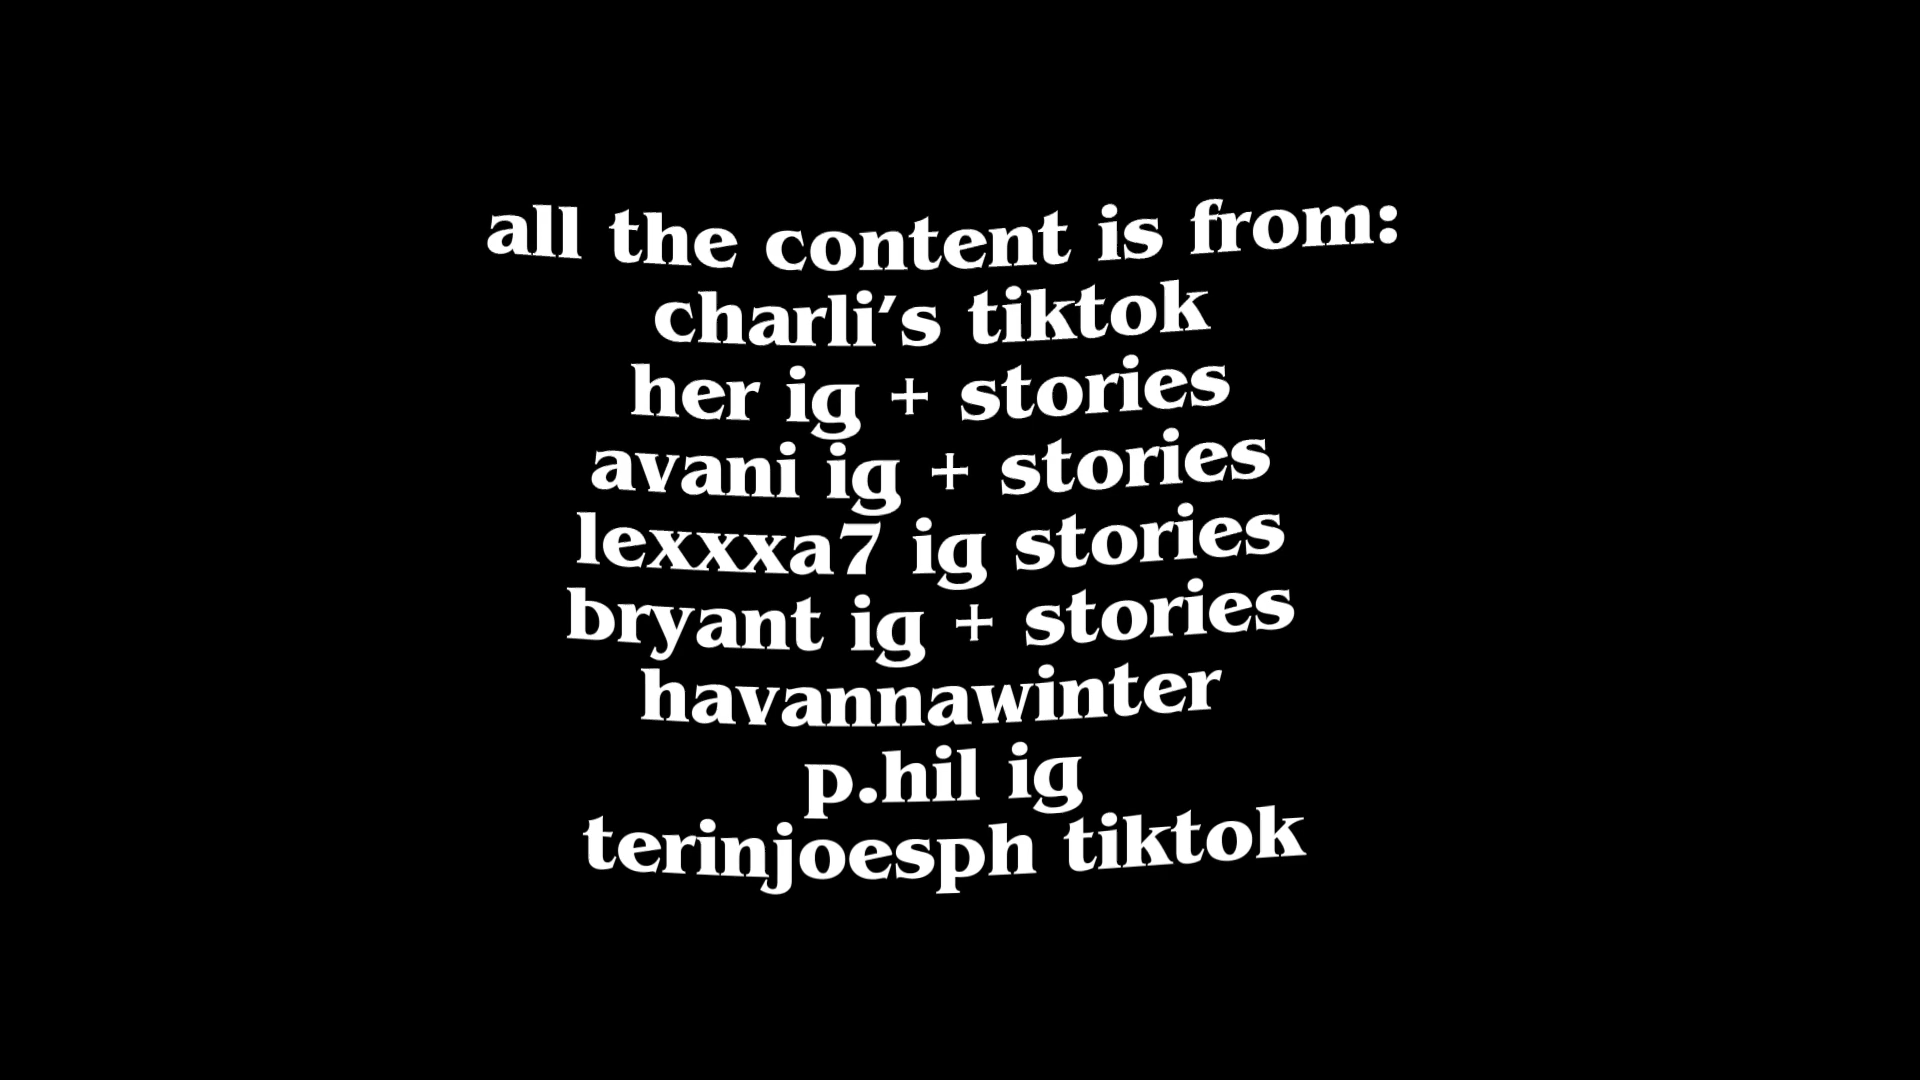 all the content is from:
charli's tiktok
her ig + stories
avani ig + stories
lexxxa7 ig stories
bryant ig + stories
havannawinter
p.hil ig
terinjoesph tiktok